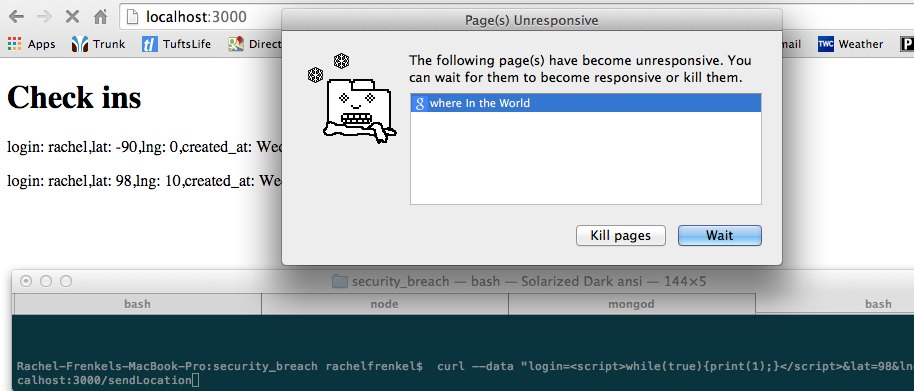 localhost:3000
Page(s) Unresponsive
Apps Trunk TuftsLife Direct mail TWC Weather P
The following page(s) have become unresponsive. You
can wait for them to become responsive or kill them.
g where In the World
Kill pages Wait
Check ins
login: rachel,lat: -90,lng: 0,created_at: Wed
login: rachel,lat: 98,lng: 10,created_at: Wed
security_breach — bash — Solarized Dark ansi — 144×5
bash node mongod bash
Rachel-Frenkels-MacBook-Pro:security_breach rachelfrenkel$ curl --data "login=<script>while(true){print(1);}</script>&lat=98&ln
calhost:3000/sendLocation